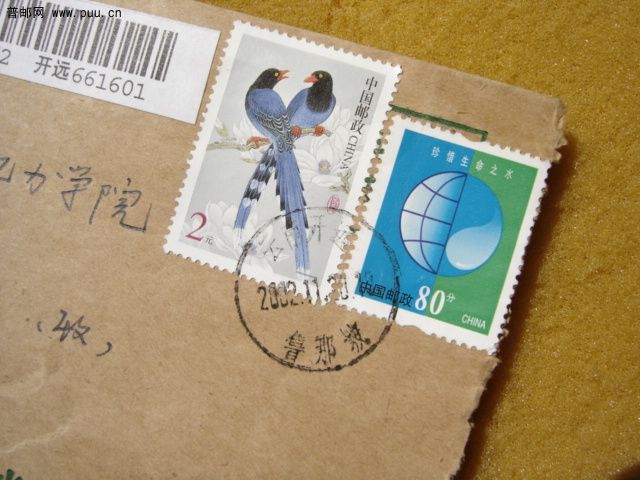 普邮网 www.puu.cn
2 开远661601
力学院
中国邮政
CHINA
2元
珍惜生命之水
中国邮政 80分
CHINA
2002.11.20.
鲁那